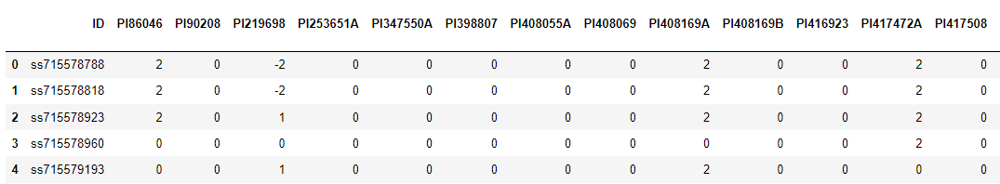 ID PI86046 PI90208 PI219698 PI253651A PI347550A PI398807 PI408055A PI408069 PI408169A PI408169B PI416923 PI417472A PI417508
0 ss715578788 2 0 -2 0 0 0 0 0 2 0 0 2 0
1 ss715578818 2 0 -2 0 0 0 0 0 2 0 0 2 0
2 ss715578923 2 0 1 0 0 0 0 0 2 0 0 2 0
3 ss715578960 0 0 0 0 0 0 0 0 0 0 0 2 0
4 ss715579193 0 0 1 0 0 0 0 0 2 0 0 0 0